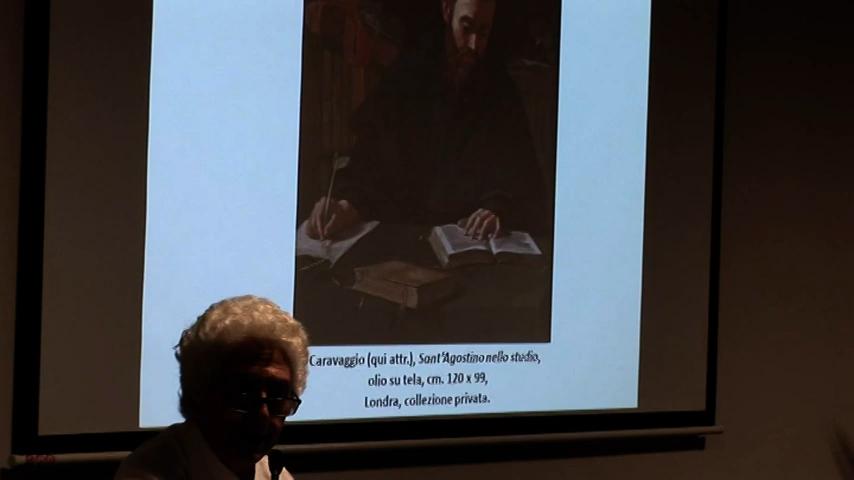 Caravaggio (qui attr.), Sant'Agostino nello studio,
olio su tela, cm. 120 x 99,
Londra, collezione privata.